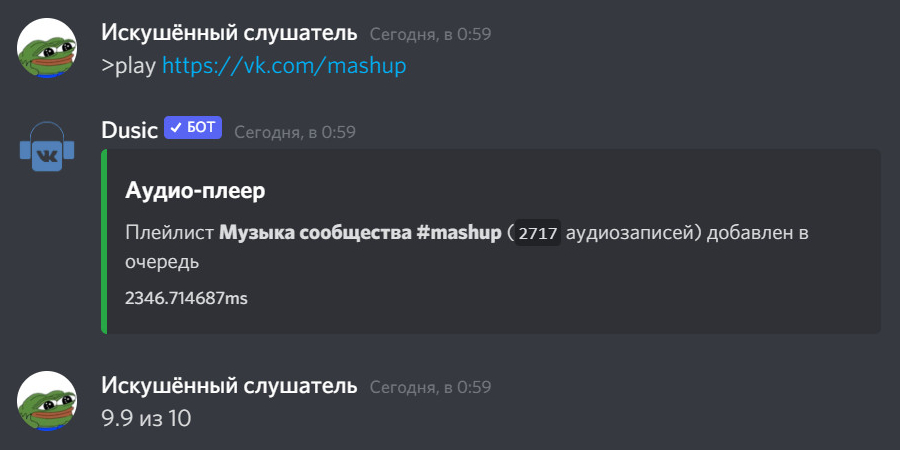 Искушённый слушатель Сегодня, в 0:59
>play https://vk.com/mashup
Dusic БОТ Сегодня, в 0:59
VK
Аудио-плеер
Плейлист Музыка сообщества #mashup (2717 аудиозаписей) добавлен в
очередь
2346.714687ms
Искушённый слушатель Сегодня, в 0:59
9.9 из 10